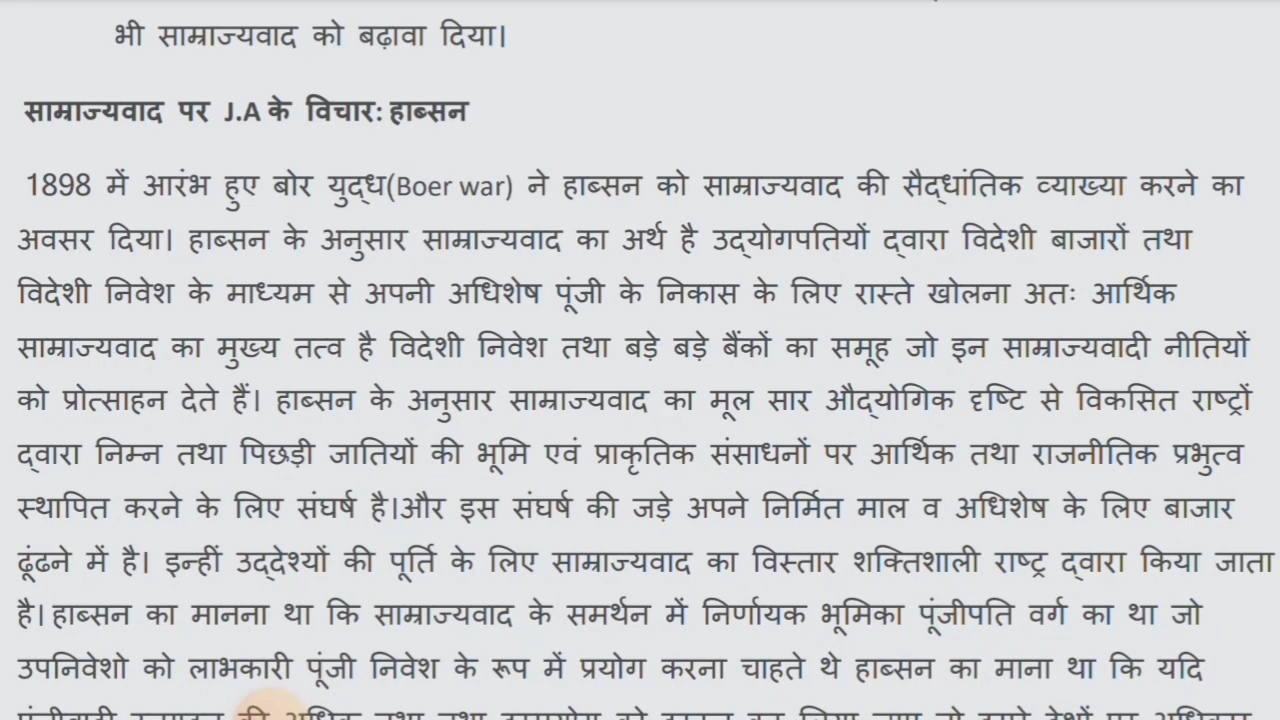 भी साम्राज्यवाद को बढ़ावा दिया।
साम्राज्यवाद पर J.A के विचार: हाब्सन
1898 में आरंभ हुए बोर युद्ध(Boer war) ने हाब्सन को साम्राज्यवाद की सैद्धांतिक व्याख्या करने का
अवसर दिया। हाब्सन के अनुसार साम्राज्यवाद का अर्थ है उद्योगपतियों द्वारा विदेशी बाजारों तथा
विदेशी निवेश के माध्यम से अपनी अधिशेष पूंजी के निकास के लिए रास्ते खोलना अतः आर्थिक
साम्राज्यवाद का मुख्य तत्व है विदेशी निवेश तथा बड़े बड़े बैंकों का समूह जो इन साम्राज्यवादी नीतियों
को प्रोत्साहन देते हैं। हाब्सन के अनुसार साम्राज्यवाद का मूल सार औद्योगिक दृष्टि से विकसित राष्ट्रों
द्वारा निम्न तथा पिछड़ी जातियों की भूमि एवं प्राकृतिक संसाधनों पर आर्थिक तथा राजनीतिक प्रभुत्व
स्थापित करने के लिए संघर्ष है।और इस संघर्ष की जड़े अपने निर्मित माल व अधिशेष के लिए बाजार
ढूंढने में है। इन्हीं उद्देश्यों की पूर्ति के लिए साम्राज्यवाद का विस्तार शक्तिशाली राष्ट्र द्वारा किया जाता
है। हाब्सन का मानना था कि साम्राज्यवाद के समर्थन में निर्णायक भूमिका पूंजीपति वर्ग का था जो
उपनिवेशो को लाभकारी पूंजी निवेश के रूप में प्रयोग करना चाहते थे हाब्सन का माना था कि यदि